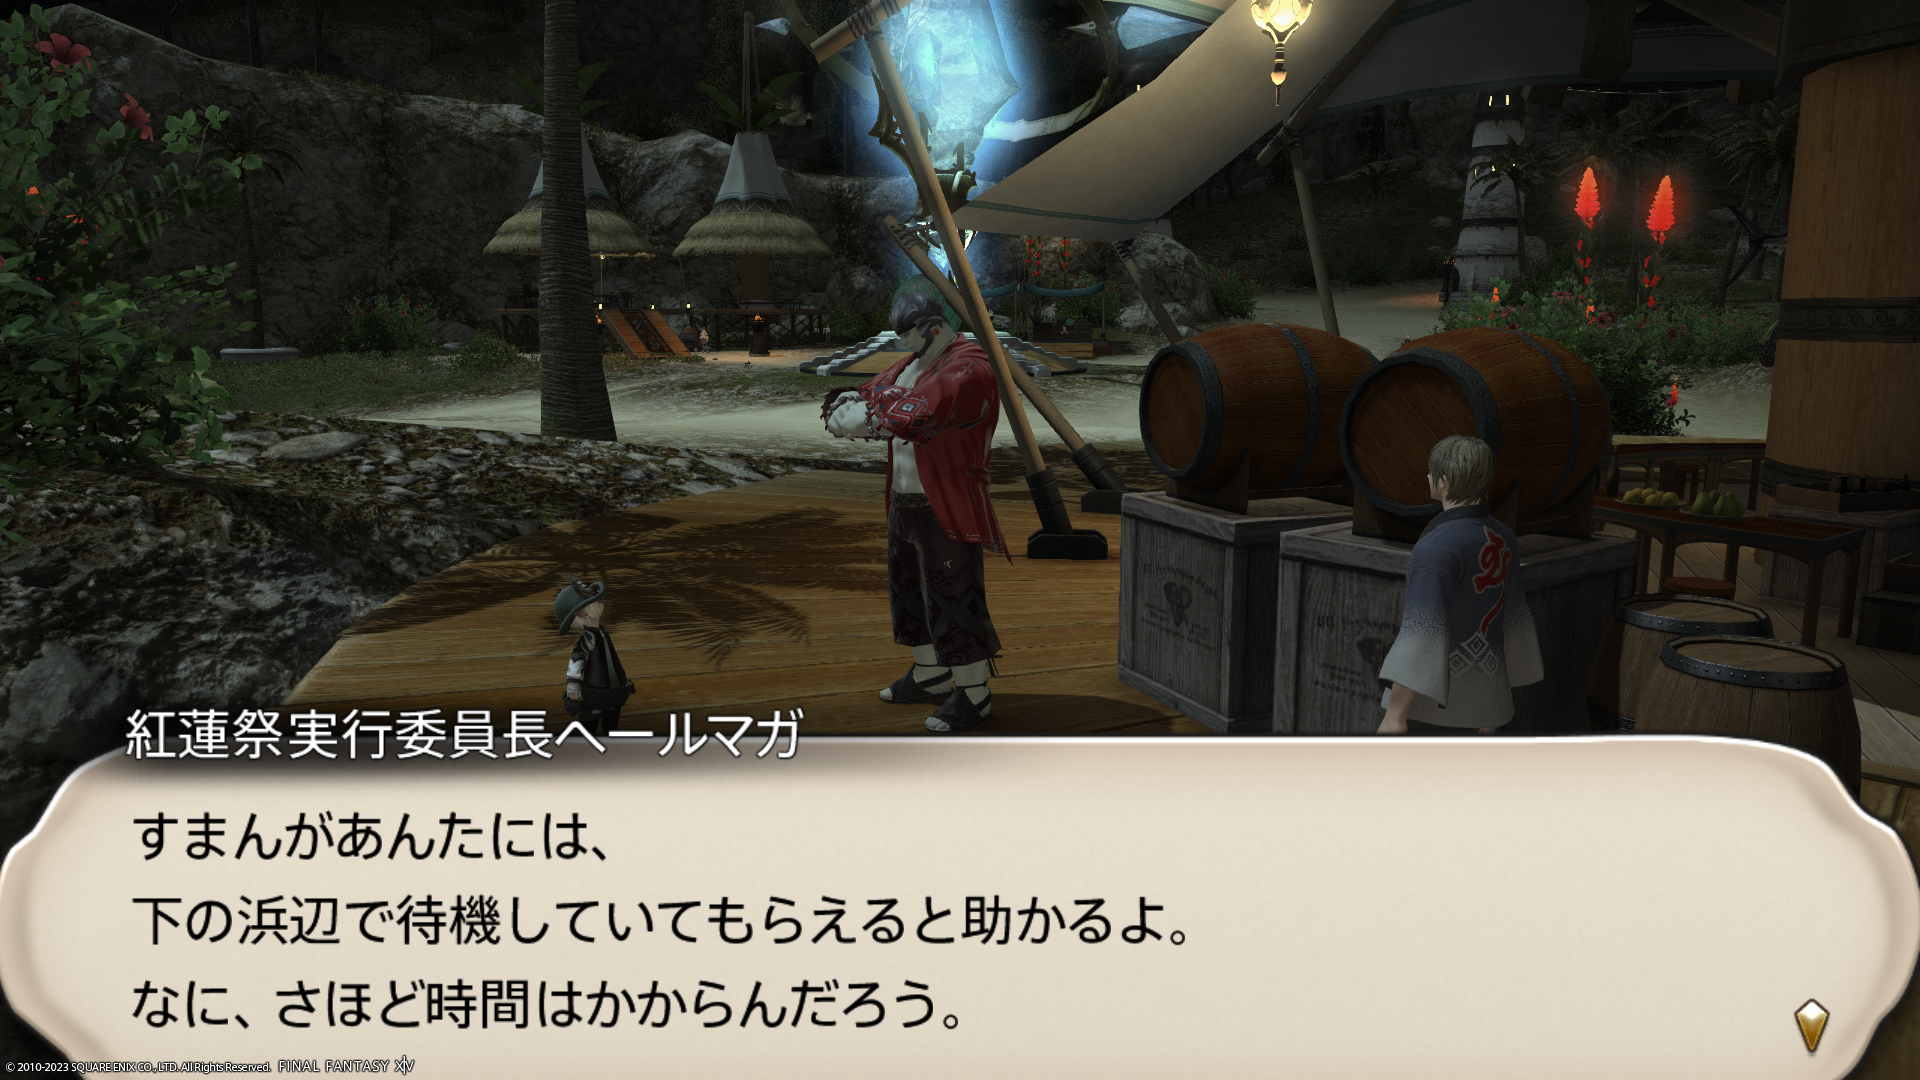 紅蓮祭実行委員長ヘールマガ
すまんがあんたには、
下の浜辺で待機していてもらえると助かるよ。
なに、さほど時間はかからんだろう。
© 2010-2023 SQUARE ENIX CO., LTD. All Rights Reserved. FINAL FANTASY XIV